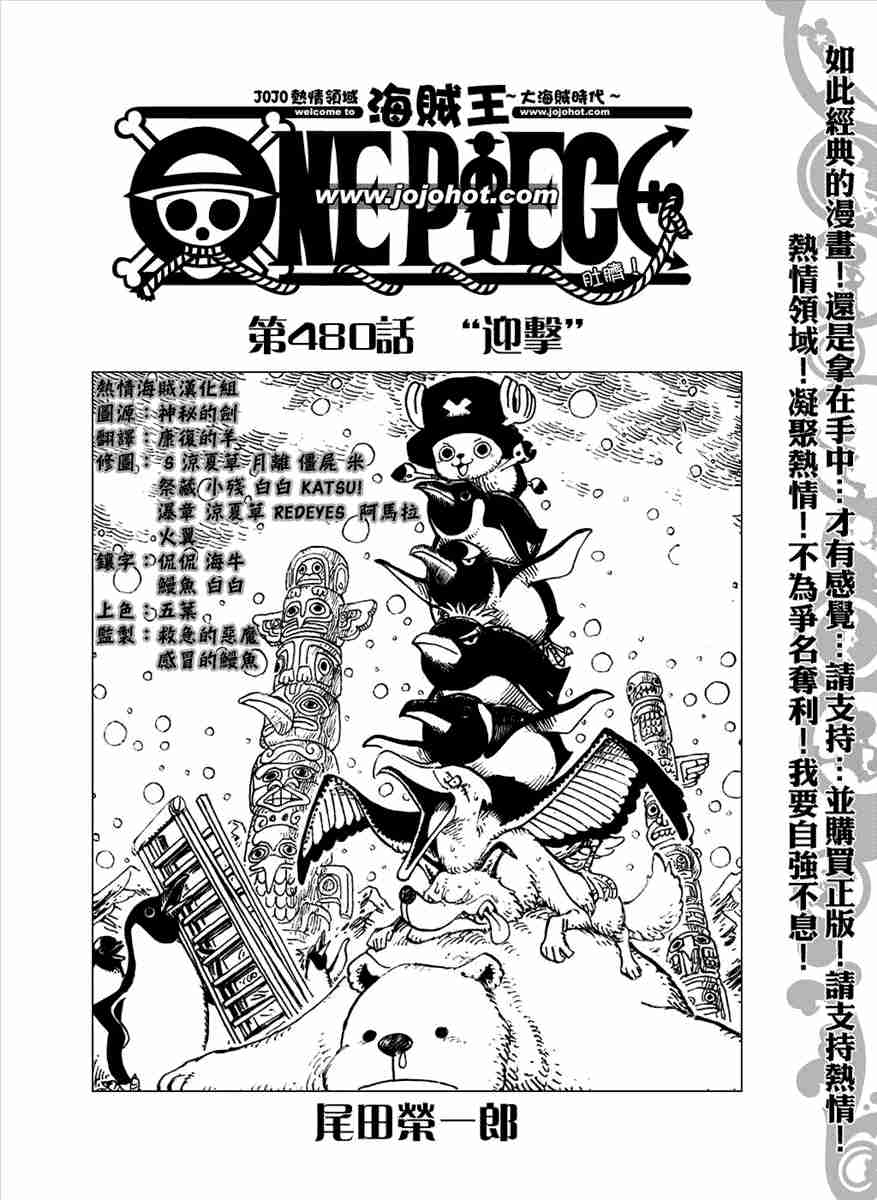 JOJO 熱情領域 海賊王 ~大海賊時代~
welcome to www.jojohot.com
ONE PIECE
www.jojohot.com
肚臍!
第480話 “迎擊”
熱情海賊漢化組
圖源:神秘的劍
翻譯:康復的羊
修圖: S 涼夏草 月離 僵屍 米
祭藏 小殘 白白 KATSU!
瀑章 涼夏草 REDEYES 阿馬拉
火翼
鑲字:侃侃 海牛
鰻魚 白白
上色:五葉
監製:救急的惡魔
感冒的鰻魚
尾田榮一郎
如此經典的漫畫!還是拿在手中…才有感覺…請支持…並購買正版!請支持熱情!
熱情領域!凝聚熱情!不為爭名奪利!我要自強不息!